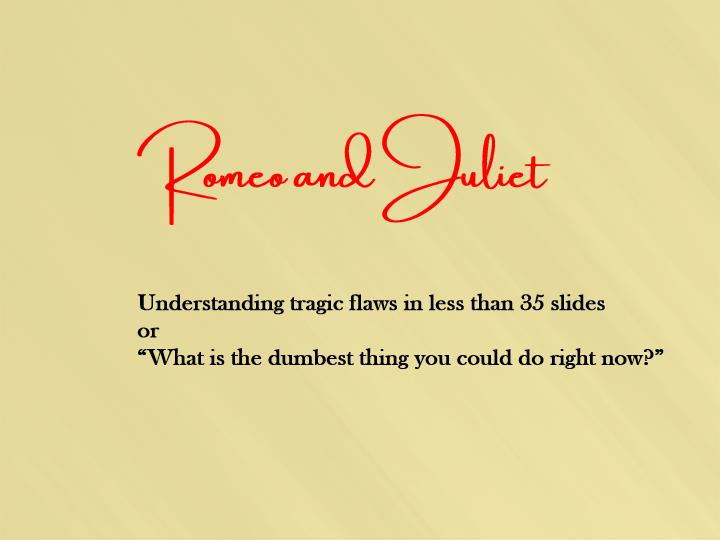 Romeo and Juliet
Understanding tragic flaws in less than 35 slides
or
“What is the dumbest thing you could do right now?”